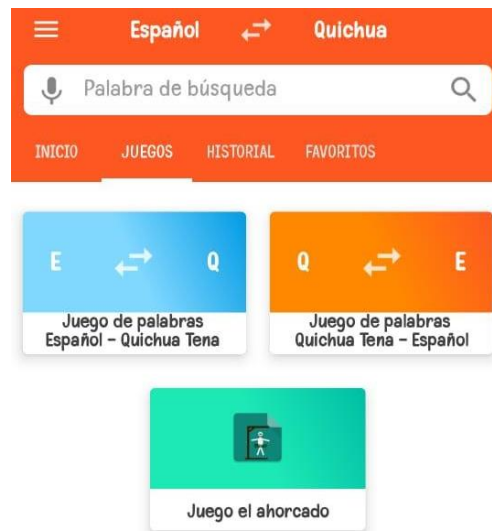 Español Quichua
Palabra de búsqueda
INICIO JUEGOS HISTORIAL FAVORITOS
E Q
Juego de palabras
Español - Quichua Tena
Q E
Juego de palabras
Quichua Tena - Español
Juego el ahorcado